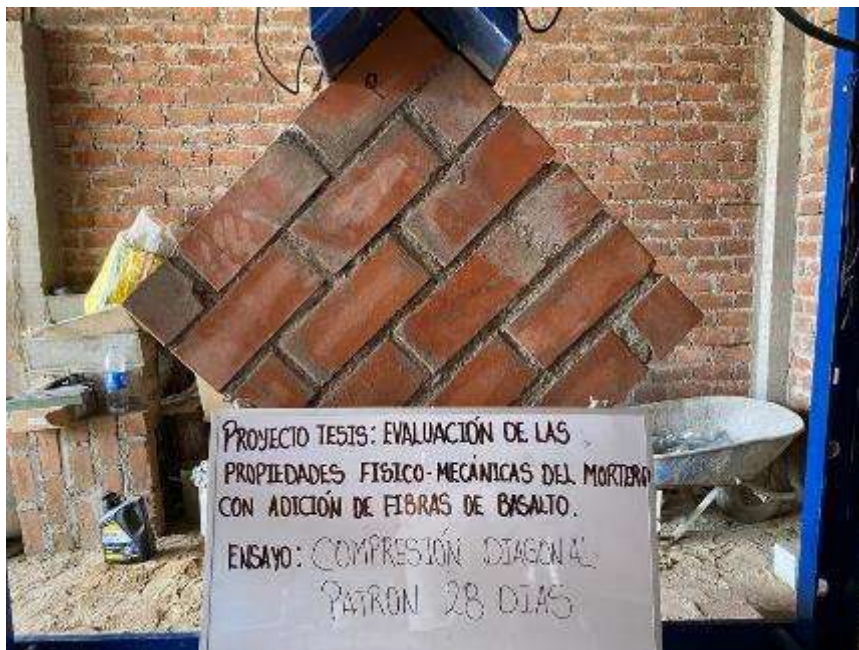 PROYECTO TESIS: EVALUACIÓN DE LAS
PROPIEDADES FISICO-MECÁNICAS DEL MORTERO
CON ADICIÓN DE FIBRAS DE BASALTO.
ENSAYO: COMPRESIÓN DIAGONAL
PATRON 28 DIAS